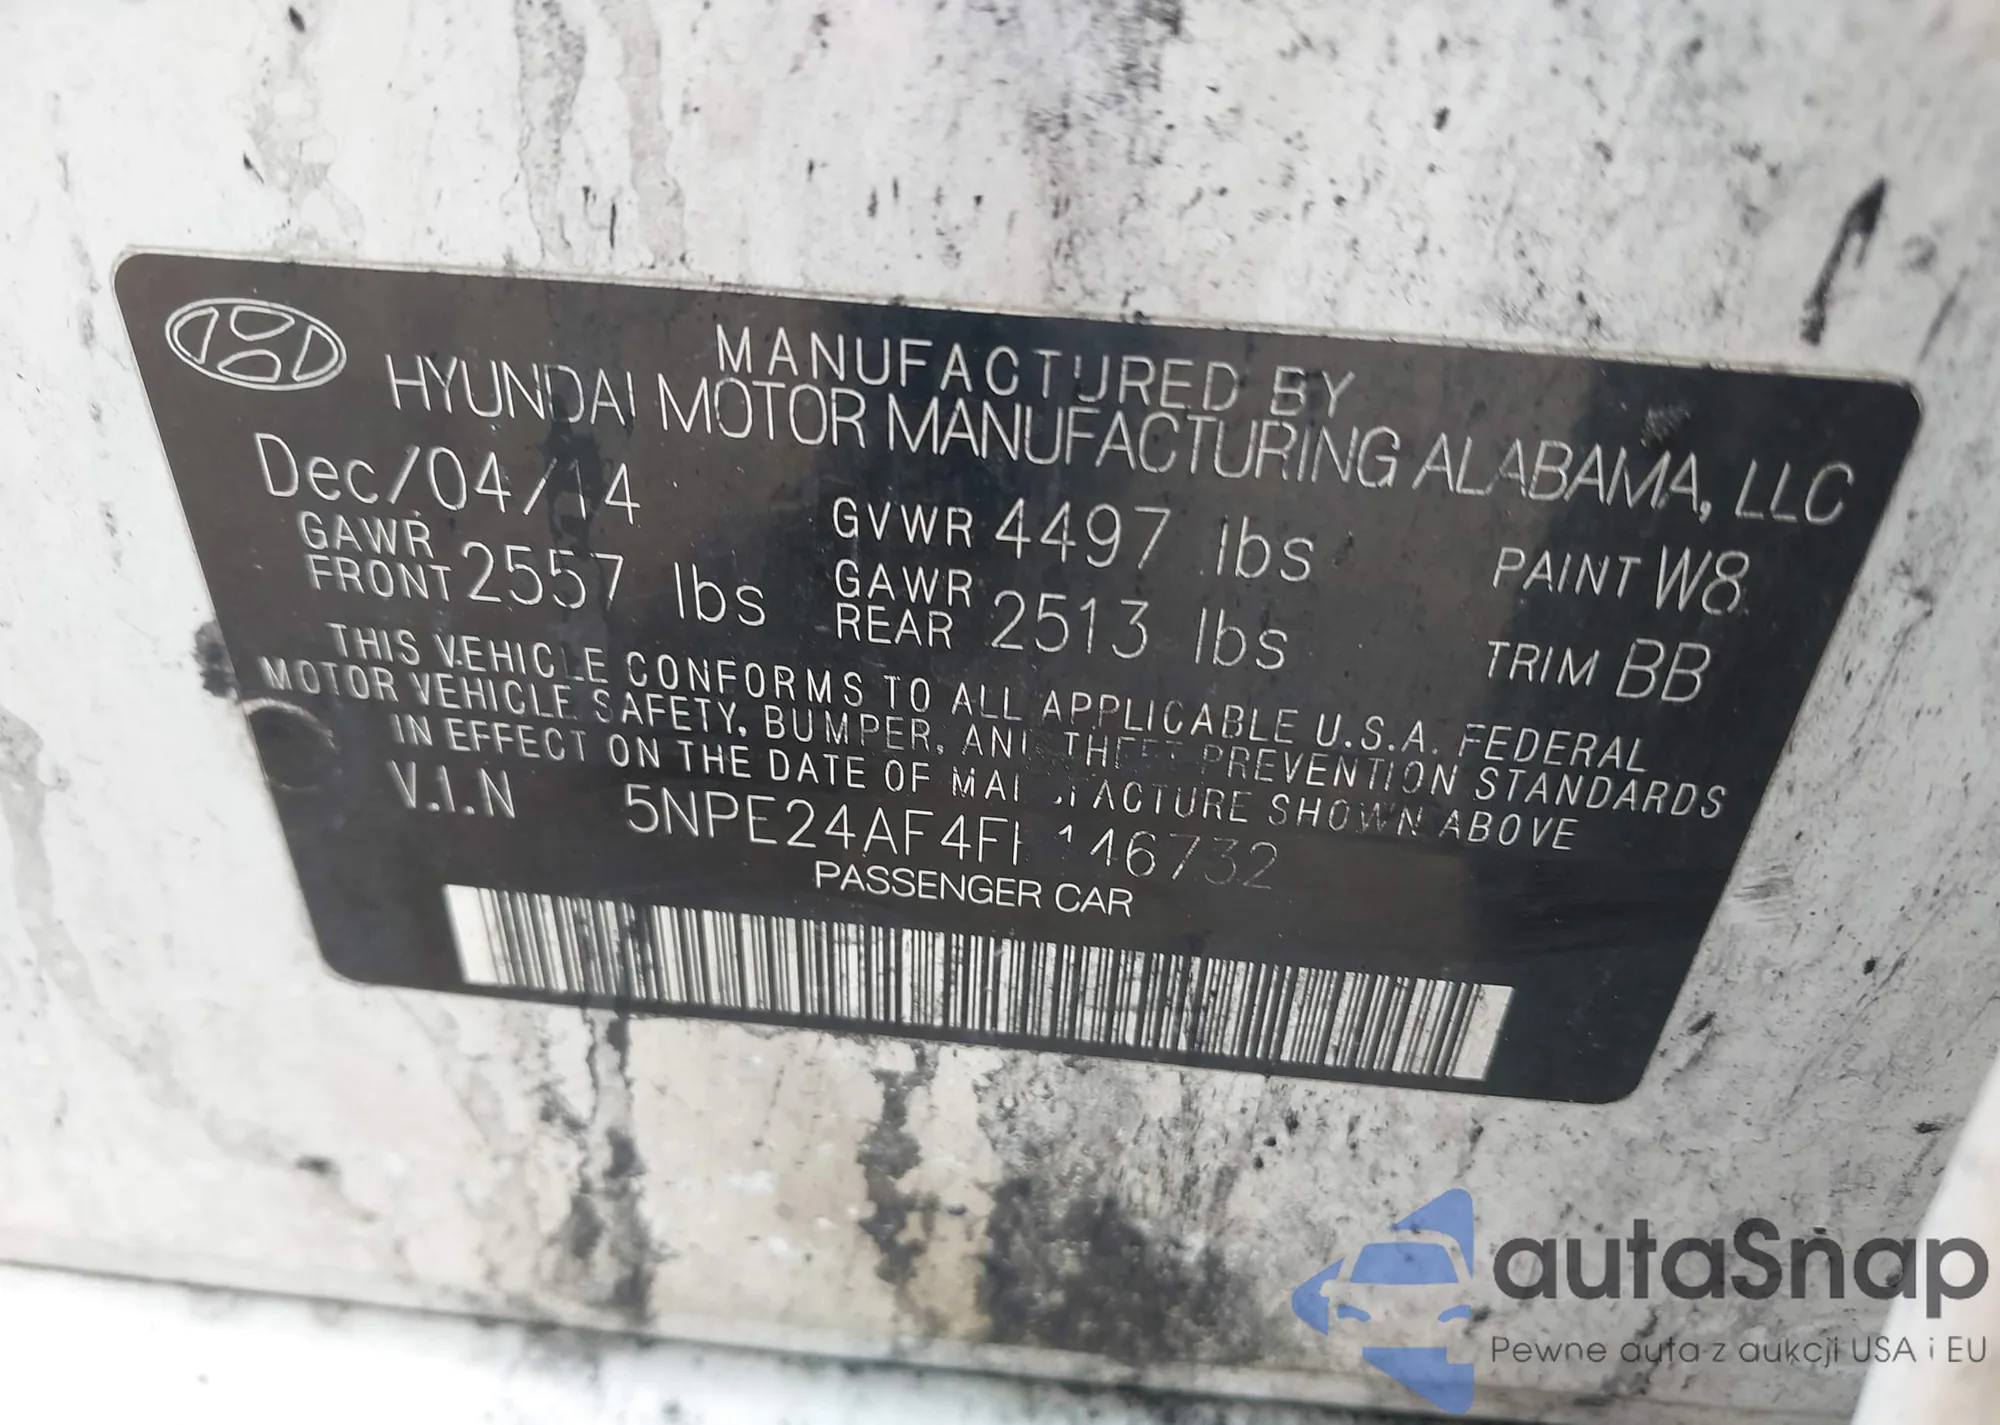 MANUFACTURED BY
HYUNDAI MOTOR MANUFACTURING ALABAMA, LLC
Dec/04/14
GVWR 4497 lbs
PAINT W8
GAWR FRONT 2557 lbs
GAWR REAR 2513 lbs
TRIM BB
THIS VEHICLE CONFORMS TO ALL APPLICABLE U.S.A. FEDERAL
MOTOR VEHICLE SAFETY, BUMPER, AND THEFT PREVENTION STANDARDS
IN EFFECT ON THE DATE OF MANUFACTURE SHOWN ABOVE
V.I.N
PASSENGER CAR
autaSnap
Pewne auta z aukcji USA i EU